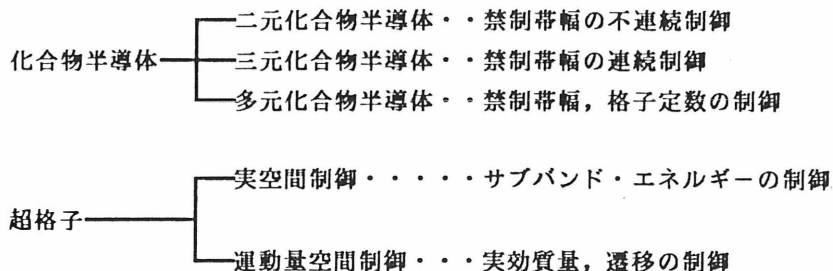 二元化合物半導体・・禁制帯幅の不連続制御
化合物半導体
三元化合物半導体・・禁制帯幅の連続制御
多元化合物半導体・・禁制帯幅，格子定数の制御
実空間制御・・・・・サブバンド・エネルギーの制御
超格子
運動量空間制御・・・実効質量，遷移の制御